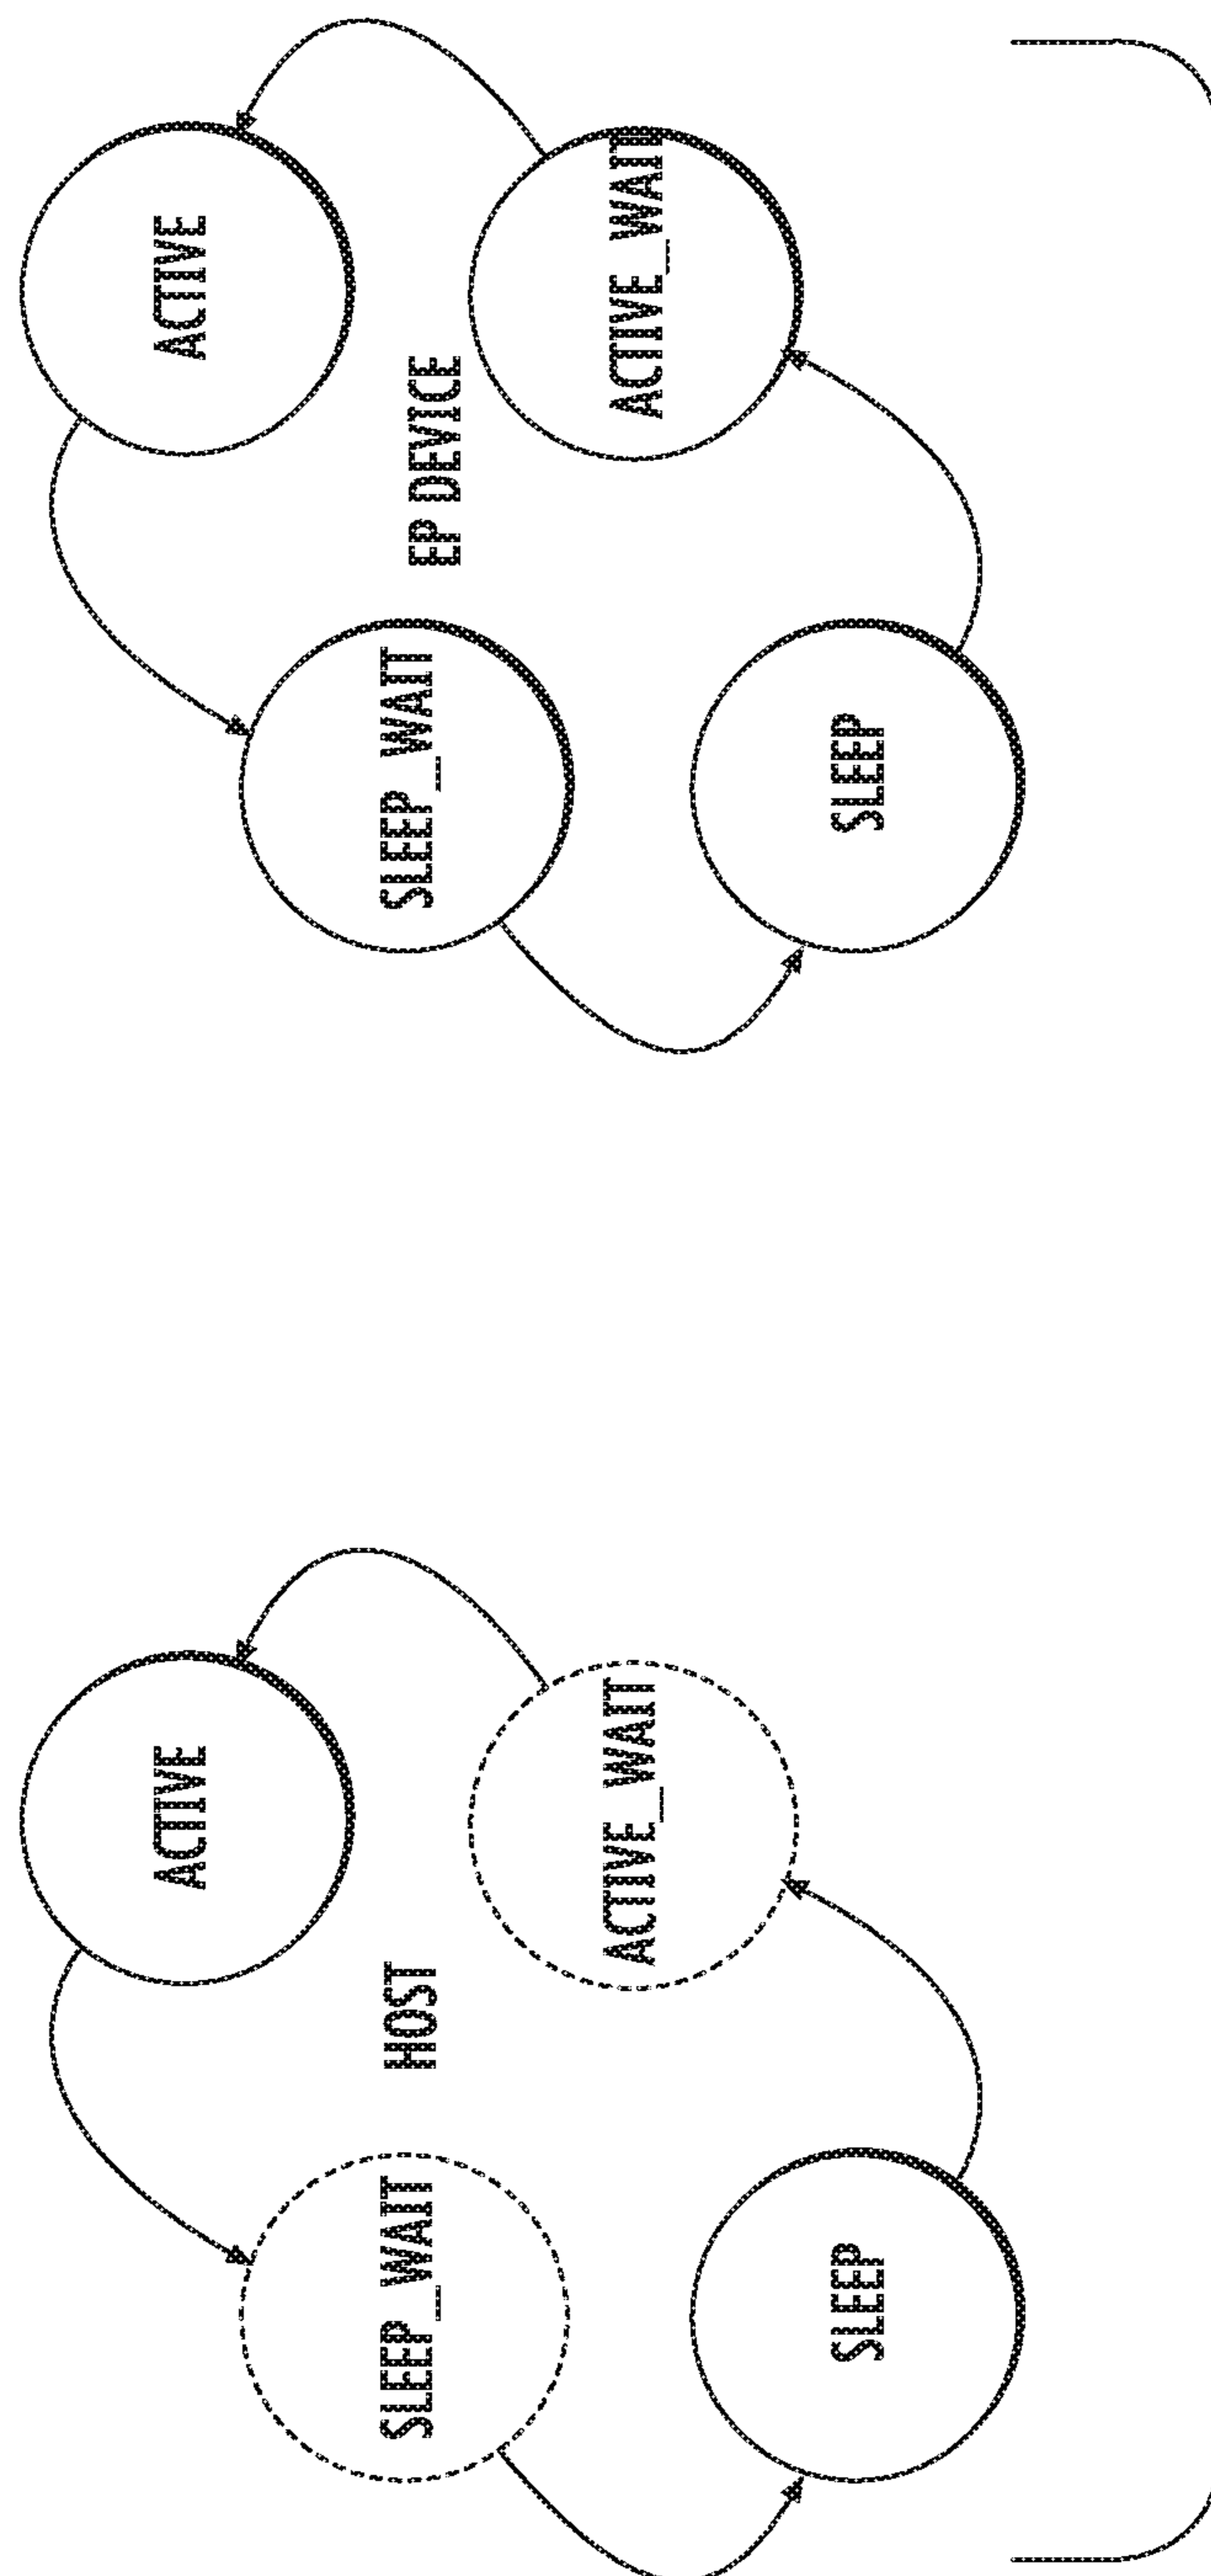 ACTIVE
SLEEP_WAIT
HOST
ACTIVE_WAIT
SLEEP
ACTIVE
SLEEP_WAIT
EP DEVICE
ACTIVE_WAIT
SLEEP